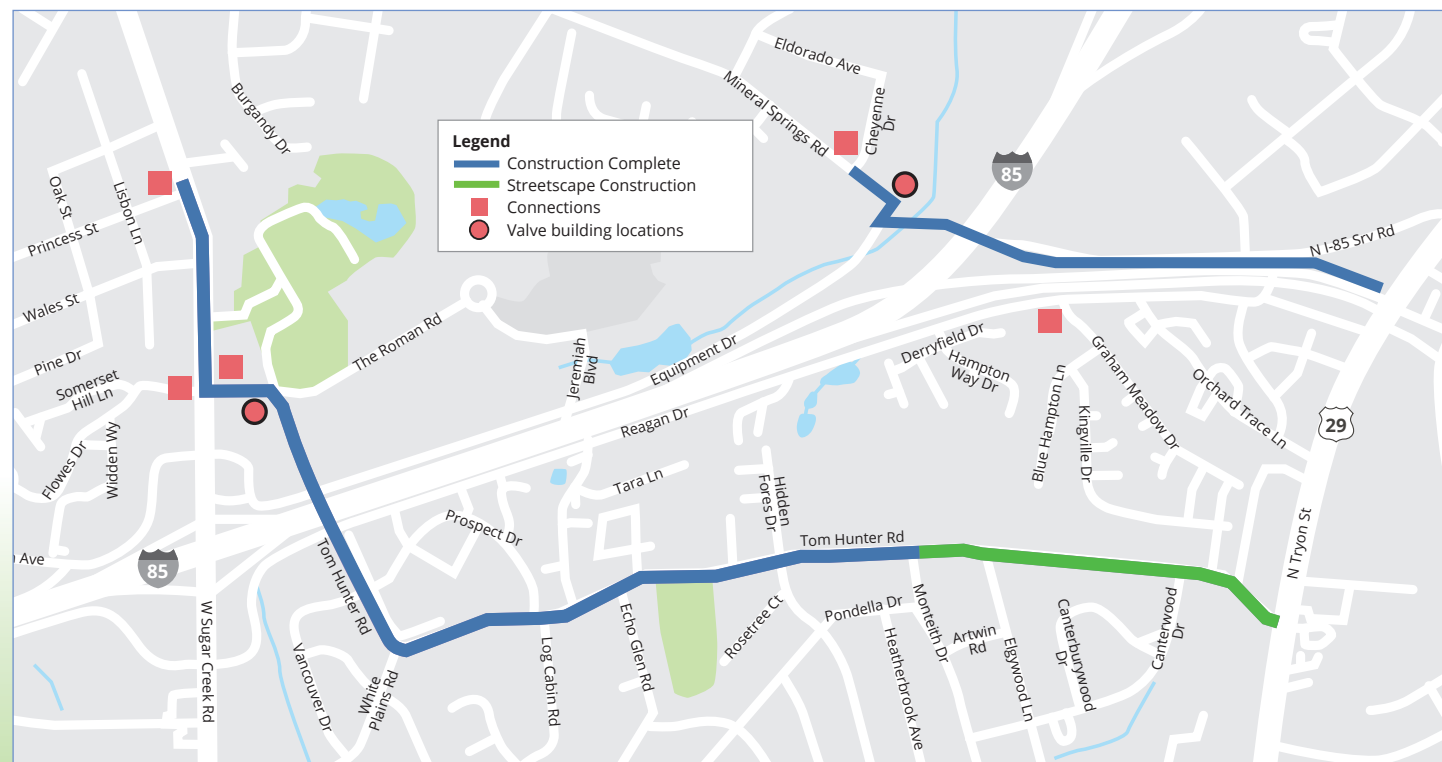 Eldorado Ave
Mineral Springs Rd
Cheyenne
Dr
Burgandy Dr
Legend
Construction Complete
Streetscape Construction
Connections
Valve building locations
85
Oak St
Lisbon Ln
Princess St
N I-85 Srv Rd
Wales St
The Roman Rd
Pine Dr
Jeremiah
Blvd
Equipment Dr
Derryfield Dr
Hampton
Way Dr
Graham Meadow Dr
Somerset
Hill Ln
Orchard Trace Ln
Reagan Dr
Blue Hampton Ln
Kingville Dr
29
Flowes Dr
Widden Wy
Tara Ln
Hidden
Fores Dr
Prospect Dr
Tom Hunter Rd
N Tryon St
Ave
85
Tom Hunter Rd
W Sugar Creek Rd
Vancouver Dr
White
Plains Rd
Log Cabin Rd
Echo Glen Rd
Rosetree Ct
Pondella Dr
Heatherbrook Ave
Monteith Dr
Artwin
Rd
Elgywood Ln
Canterburywood
Dr
Canterwood
Dr